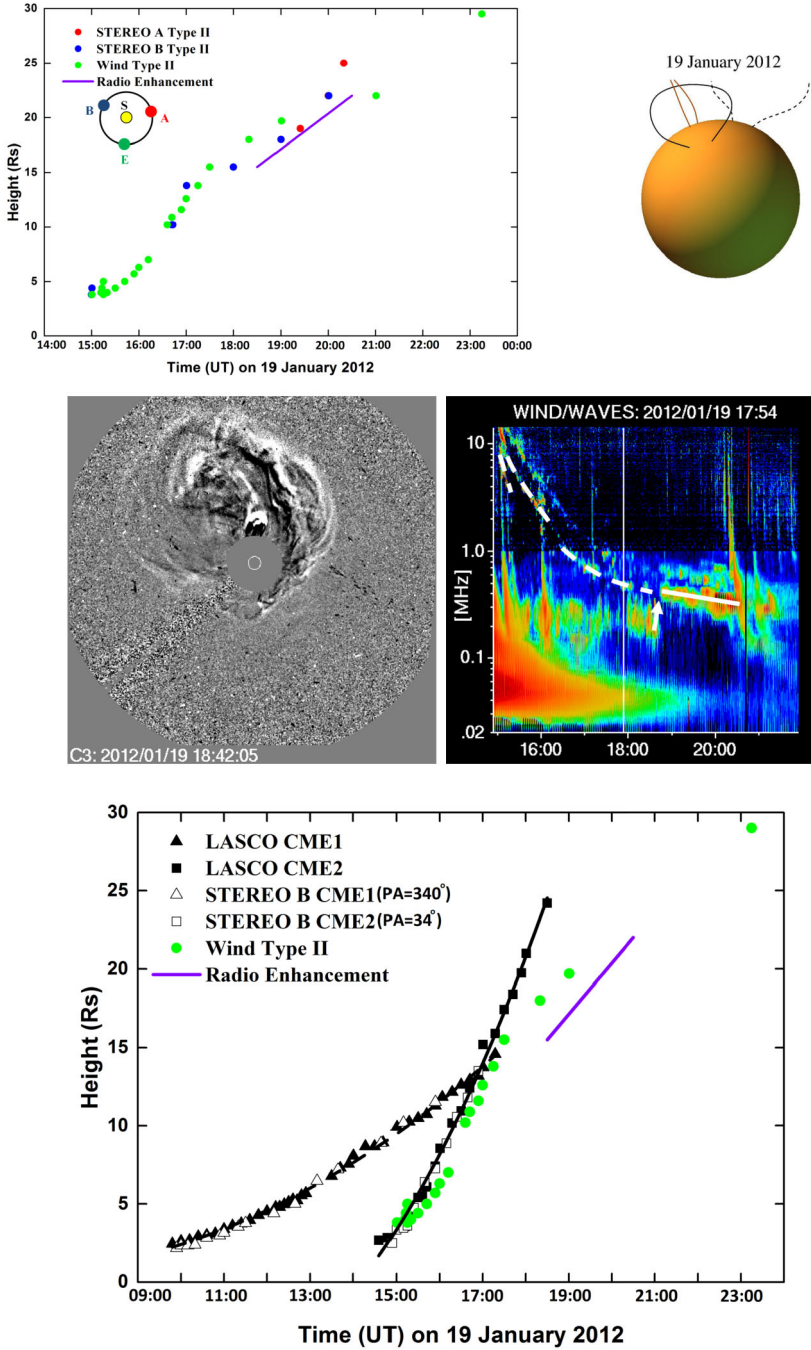 30
25
20
15
10
5
0
Height (Rs)
STEREO A Type II
STEREO B Type II
Wind Type II
Radio Enhancement
B
S
A
E
14:00 15:00 16:00 17:00 18:00 19:00 20:00 21:00 22:00 23:00 00:00
Time (UT) on 19 January 2012
19 January 2012
C3: 2012/01/19 18:42:05
WIND/WAVES: 2012/01/19 17:54
10
1.0
0.1
.02
[MHz]
16:00 18:00 20:00
30
25
20
15
10
5
0
Height (Rs)
LASCO CME1
LASCO CME2
STEREO B CME1(PA=340°)
STEREO B CME2(PA=34°)
Wind Type II
Radio Enhancement
09:00 11:00 13:00 15:00 17:00 19:00 21:00 23:00
Time (UT) on 19 January 2012